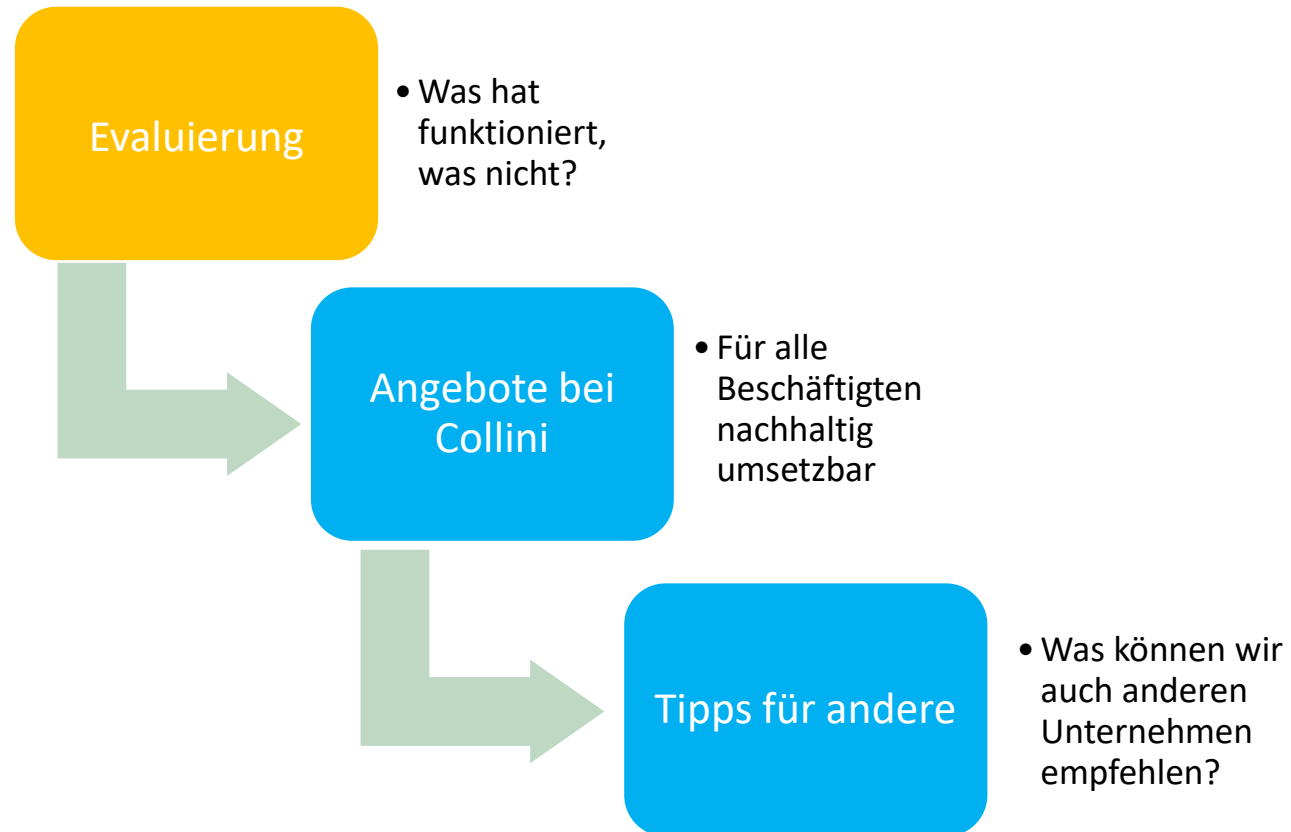 Evaluierung
• Was hat
funktioniert,
was nicht?
Angebote bei
Collini
• Für alle
Beschäftigten
nachhaltig
umsetzbar
Tipps für andere
• Was können wir
auch anderen
Unternehmen
empfehlen?